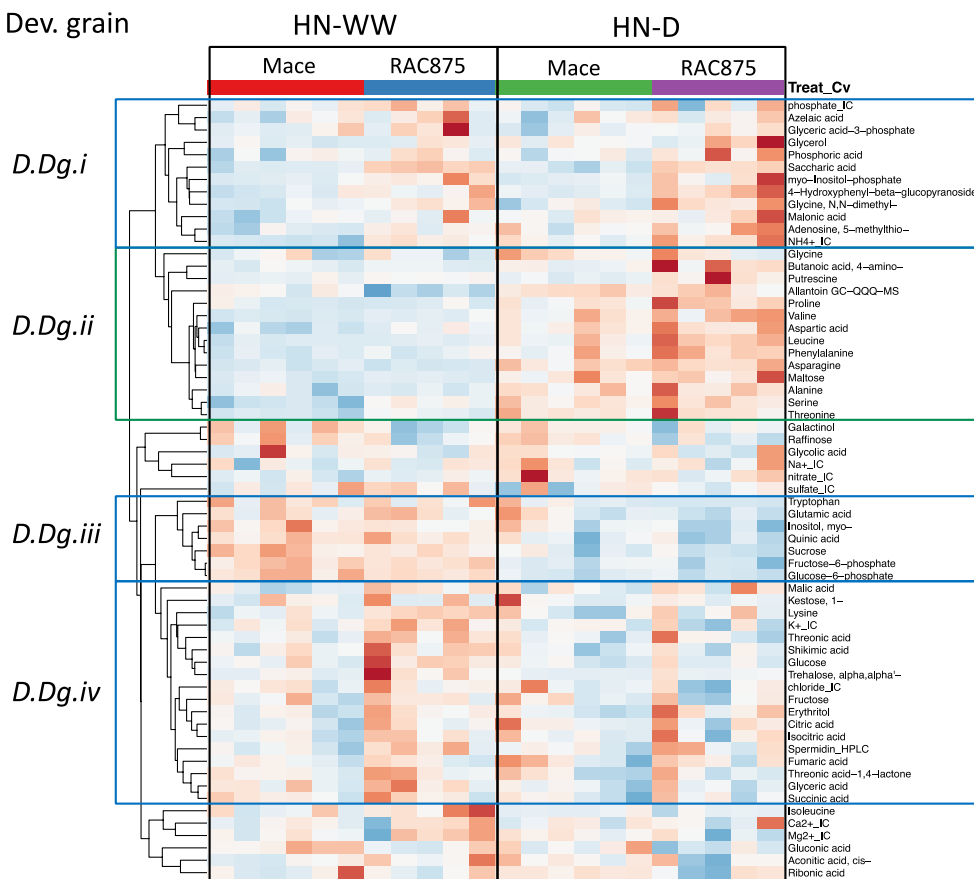 Dev. grain
HN-WW
HN-D
Mace
RAC875
Mace
RAC875
Treat_Cv
D.Dg.i
phosphate_IC
Azelaic acid
Glyceric acid–3–phosphate
Glycerol
Phosphoric acid
Saccharic acid
myo–Inositol–phosphate
4–Hydroxyphenyl–beta–glucopyranoside
Glycine, N,N–dimethyl–
Malonic acid
Adenosine, 5–methylthio–
NH4+_IC
D.Dg.ii
Glycine
Butanoic acid, 4–amino–
Putrescine
Allantoin GC–QQQ–MS
Proline
Valine
Aspartic acid
Leucine
Phenylalanine
Asparagine
Maltose
Alanine
Serine
Threonine
Galactinol
Raffinose
Glycolic acid
Na+_IC
nitrate_IC
sulfate_IC
D.Dg.iii
Tryptophan
Glutamic acid
Inositol, myo–
Quinic acid
Sucrose
Fructose–6–phosphate
Glucose–6–phosphate
D.Dg.iv
Malic acid
Kestose, 1–
Lysine
K+_IC
Threonic acid
Shikimic acid
Glucose
Trehalose, alpha,alpha'–
chloride_IC
Fructose
Erythritol
Citric acid
Isocitric acid
Spermidin_HPLC
Fumaric acid
Threonic acid–1,4–lactone
Glyceric acid
Succinic acid
Isoleucine
Ca2+_IC
Mg2+_IC
Gluconic acid
Aconitic acid, cis–
Ribonic acid